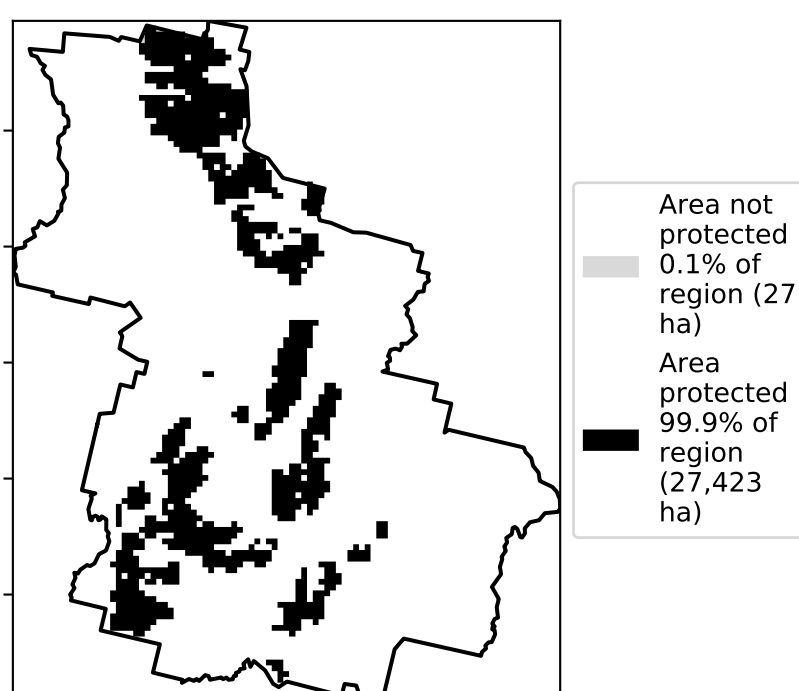 Area not
protected
0.1% of
region (27
ha)
Area
protected
99.9% of
region
(27,423
ha)